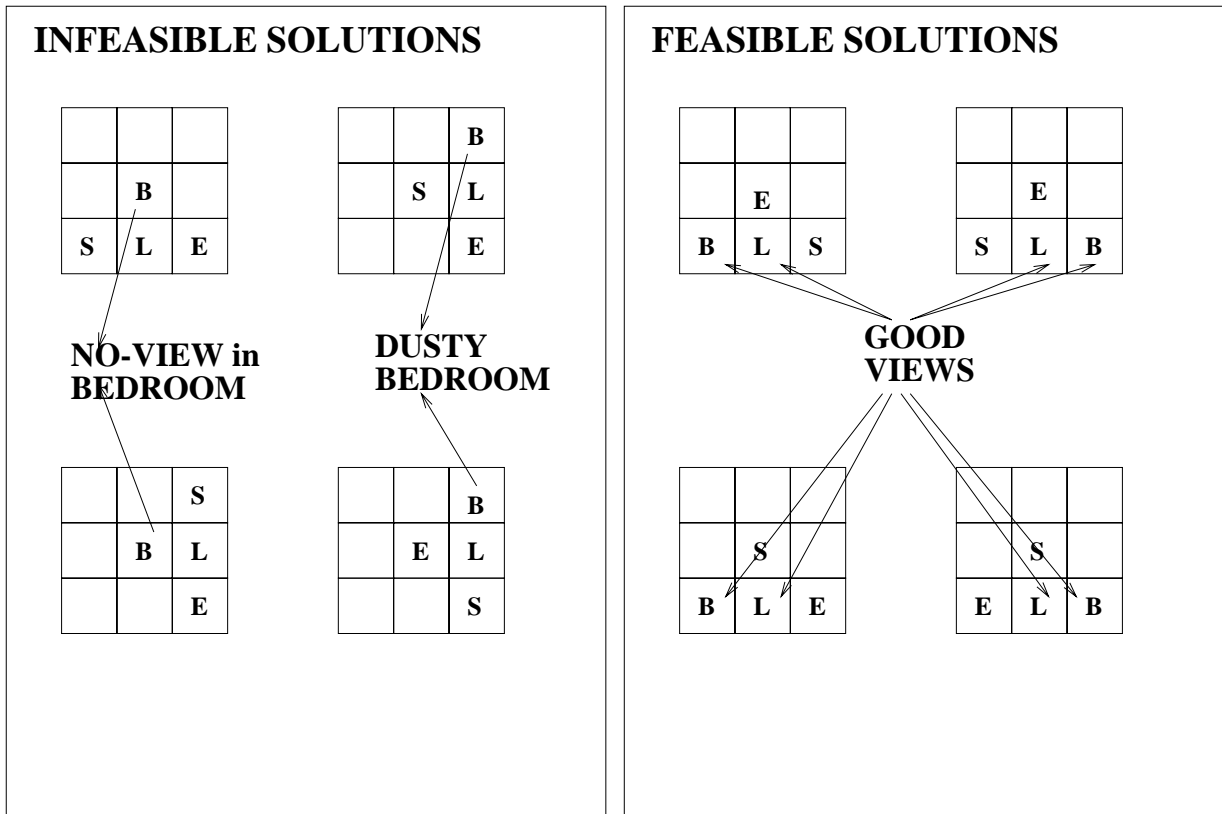 INFEASIBLE SOLUTIONS
B
S L E
B
S L
E
NO-VIEW in
BEDROOM
DUSTY
BEDROOM
S
B L
E
B
E L
S
FEASIBLE SOLUTIONS
E
B L S
E
S L B
GOOD
VIEWS
S
B L E
S
E L B